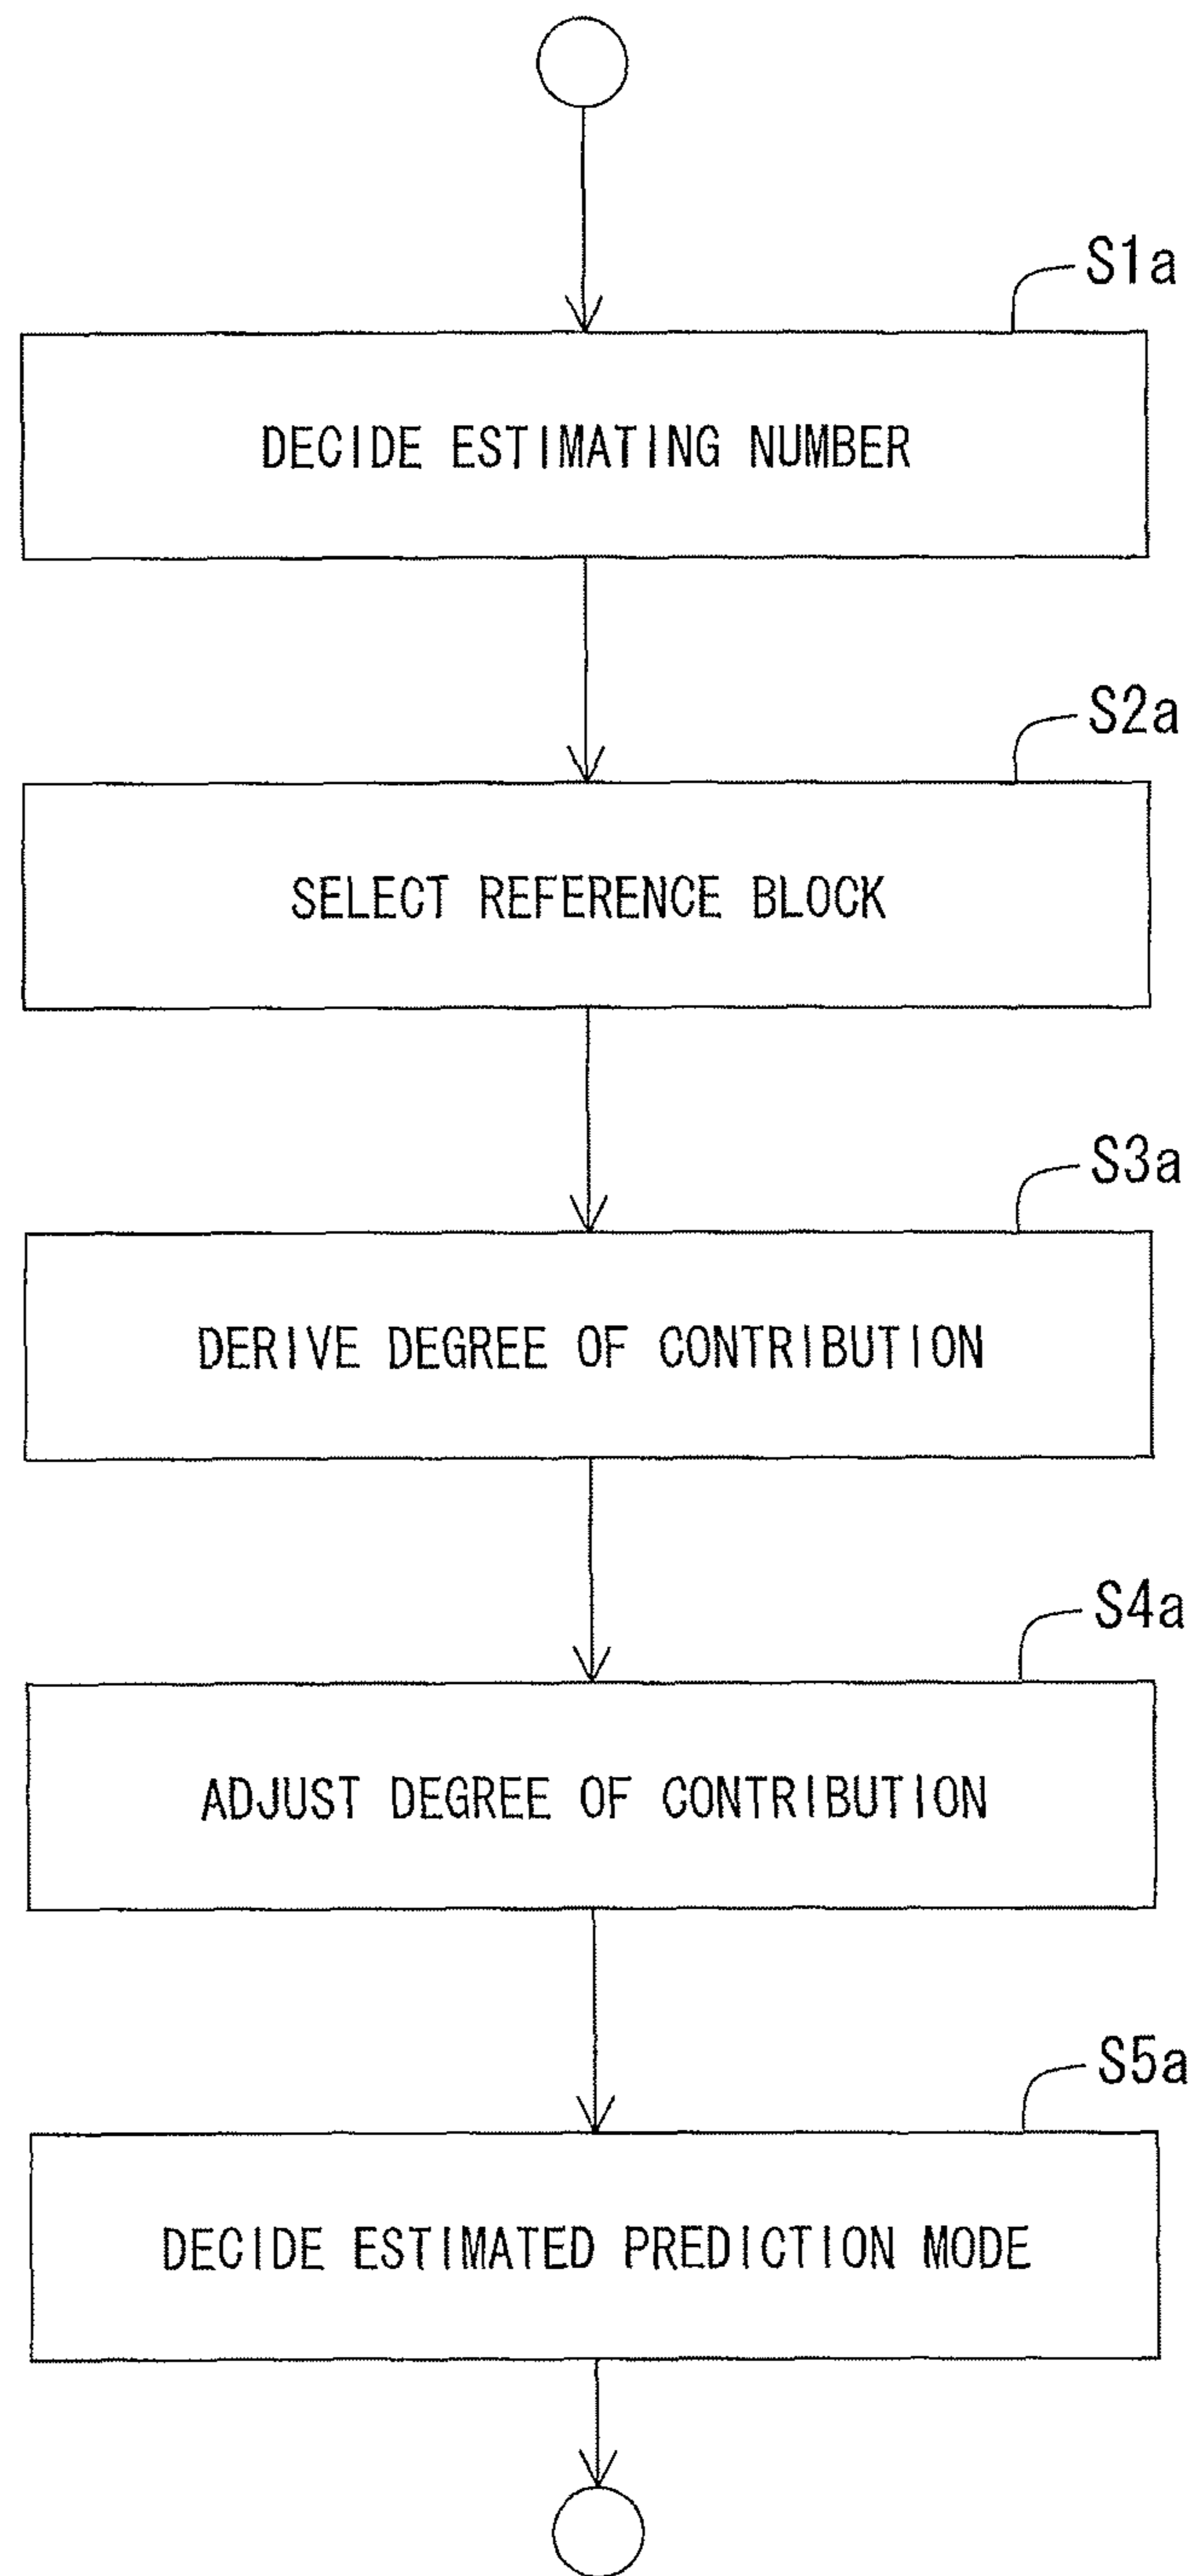 S1a
DECIDE ESTIMATING NUMBER
S2a
SELECT REFERENCE BLOCK
S3a
DERIVE DEGREE OF CONTRIBUTION
S4a
ADJUST DEGREE OF CONTRIBUTION
S5a
DECIDE ESTIMATED PREDICTION MODE